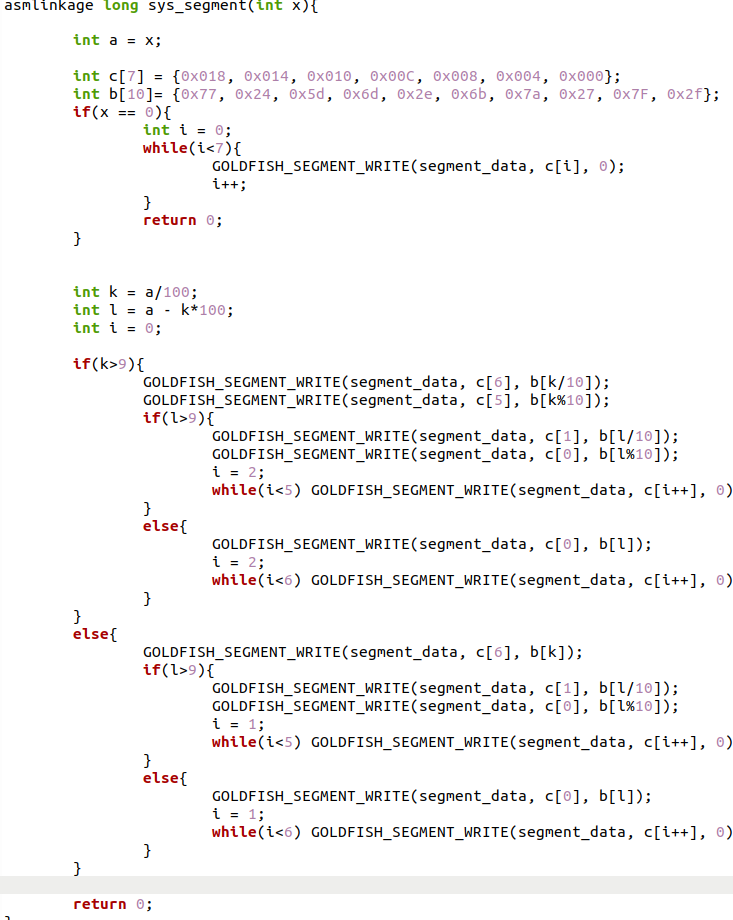 asmlinkage long sys_segment(int x){
int a = x;
int c[7] = {0x018, 0x014, 0x010, 0x00C, 0x008, 0x004, 0x000};
int b[10]= {0x77, 0x24, 0x5d, 0x6d, 0x2e, 0x6b, 0x7a, 0x27, 0x7F, 0x2f};
if(x == 0){
int i = 0;
while(i<7){
GOLDFISH_SEGMENT_WRITE(segment_data, c[i], 0);
i++;
}
return 0;
}
int k = a/100;
int l = a - k*100;
int i = 0;
if(k>9){
GOLDFISH_SEGMENT_WRITE(segment_data, c[6], b[k/10]);
GOLDFISH_SEGMENT_WRITE(segment_data, c[5], b[k%10]);
if(l>9){
GOLDFISH_SEGMENT_WRITE(segment_data, c[1], b[l/10]);
GOLDFISH_SEGMENT_WRITE(segment_data, c[0], b[l%10]);
i = 2;
while(i<5) GOLDFISH_SEGMENT_WRITE(segment_data, c[i++], 0)
}
else{
GOLDFISH_SEGMENT_WRITE(segment_data, c[0], b[l]);
i = 2;
while(i<6) GOLDFISH_SEGMENT_WRITE(segment_data, c[i++], 0)
}
}
else{
GOLDFISH_SEGMENT_WRITE(segment_data, c[6], b[k]);
if(l>9){
GOLDFISH_SEGMENT_WRITE(segment_data, c[1], b[l/10]);
GOLDFISH_SEGMENT_WRITE(segment_data, c[0], b[l%10]);
i = 1;
while(i<5) GOLDFISH_SEGMENT_WRITE(segment_data, c[i++], 0)
}
else{
GOLDFISH_SEGMENT_WRITE(segment_data, c[0], b[l]);
i = 1;
while(i<6) GOLDFISH_SEGMENT_WRITE(segment_data, c[i++], 0)
}
}
return 0;
}